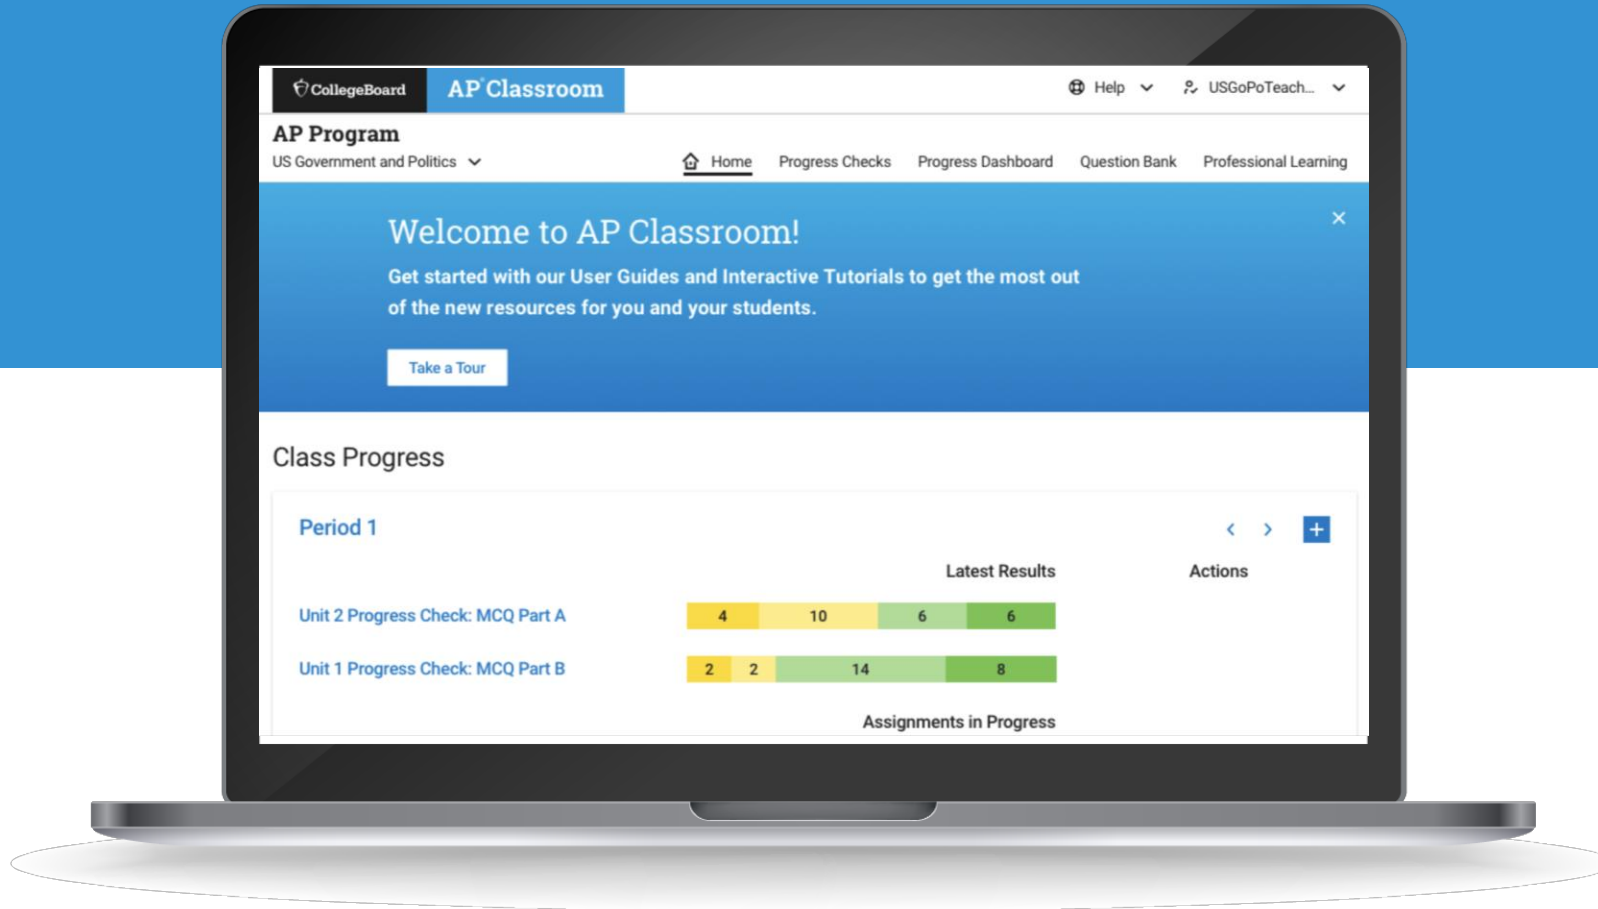 CollegeBoard
AP Classroom
Help
USGoPoTeach...
AP Program
US Government and Politics
Home
Progress Checks
Progress Dashboard
Question Bank
Professional Learning
Welcome to AP Classroom!
Get started with our User Guides and Interactive Tutorials to get the most out
of the new resources for you and your students.
Take a Tour
Class Progress
Period 1
Latest Results
Actions
Unit 2 Progress Check: MCQ Part A
4 10 6 6
Unit 1 Progress Check: MCQ Part B
2 2 14 8
Assignments in Progress